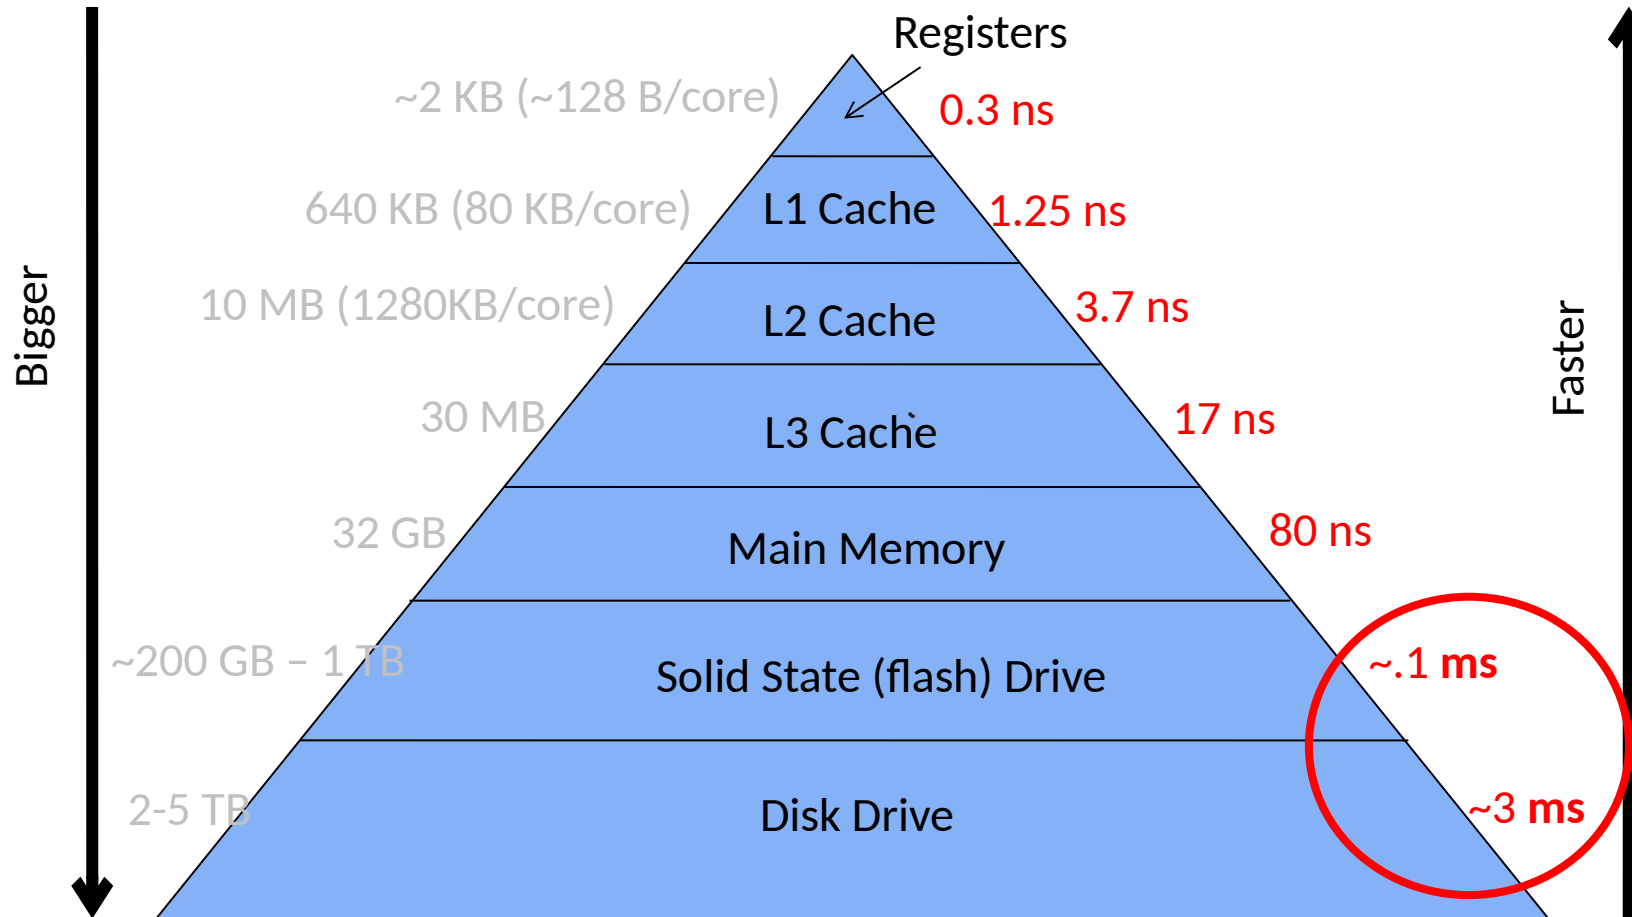 Registers
~2 KB (~128 B/core)
0.3 ns
640 KB (80 KB/core)
L1 Cache
1.25 ns
10 MB (1280KB/core)
L2 Cache
3.7 ns
Bigger
Faster
30 MB
L3 Cache
17 ns
32 GB
Main Memory
80 ns
~200 GB – 1 TB
Solid State (flash) Drive
~.1 ms
2-5 TB
Disk Drive
~3 ms